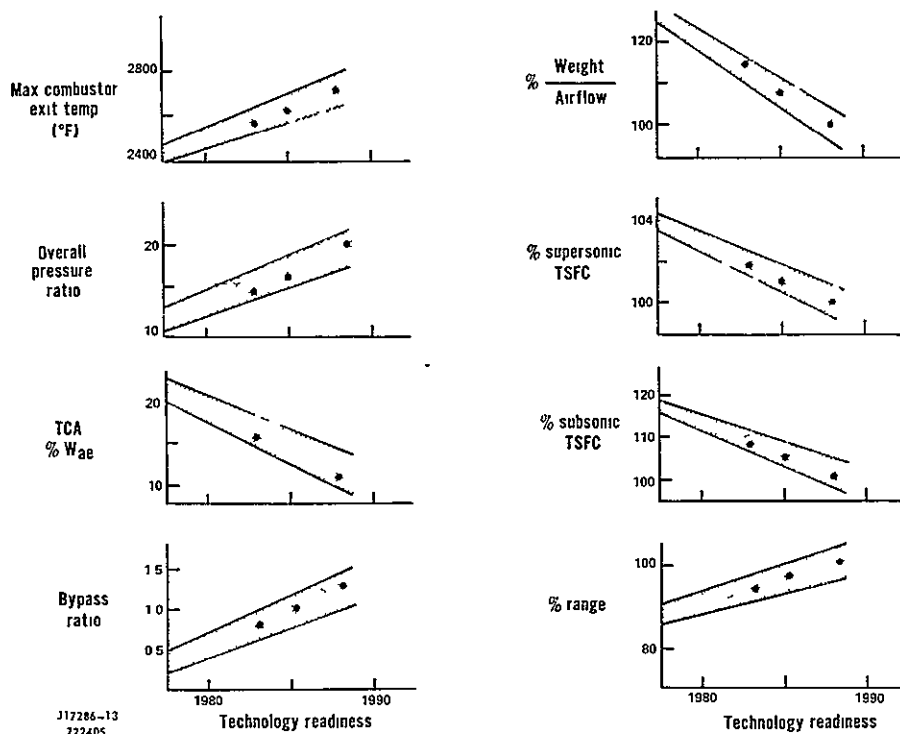 2800
Max combustor
exit temp
(°F)
2400
120
% Weight
Airflow
100
20
Overall
pressure
ratio
10
104
% supersonic
TSFC
100
20
TCA
% Wae
10
120
% subsonic
TSFC
110
100
1 5
Bypass
ratio
1 0
0 5
1980
1990
Technology readiness
100
% range
80
1980
1990
Technology readiness
J17286-13
722405